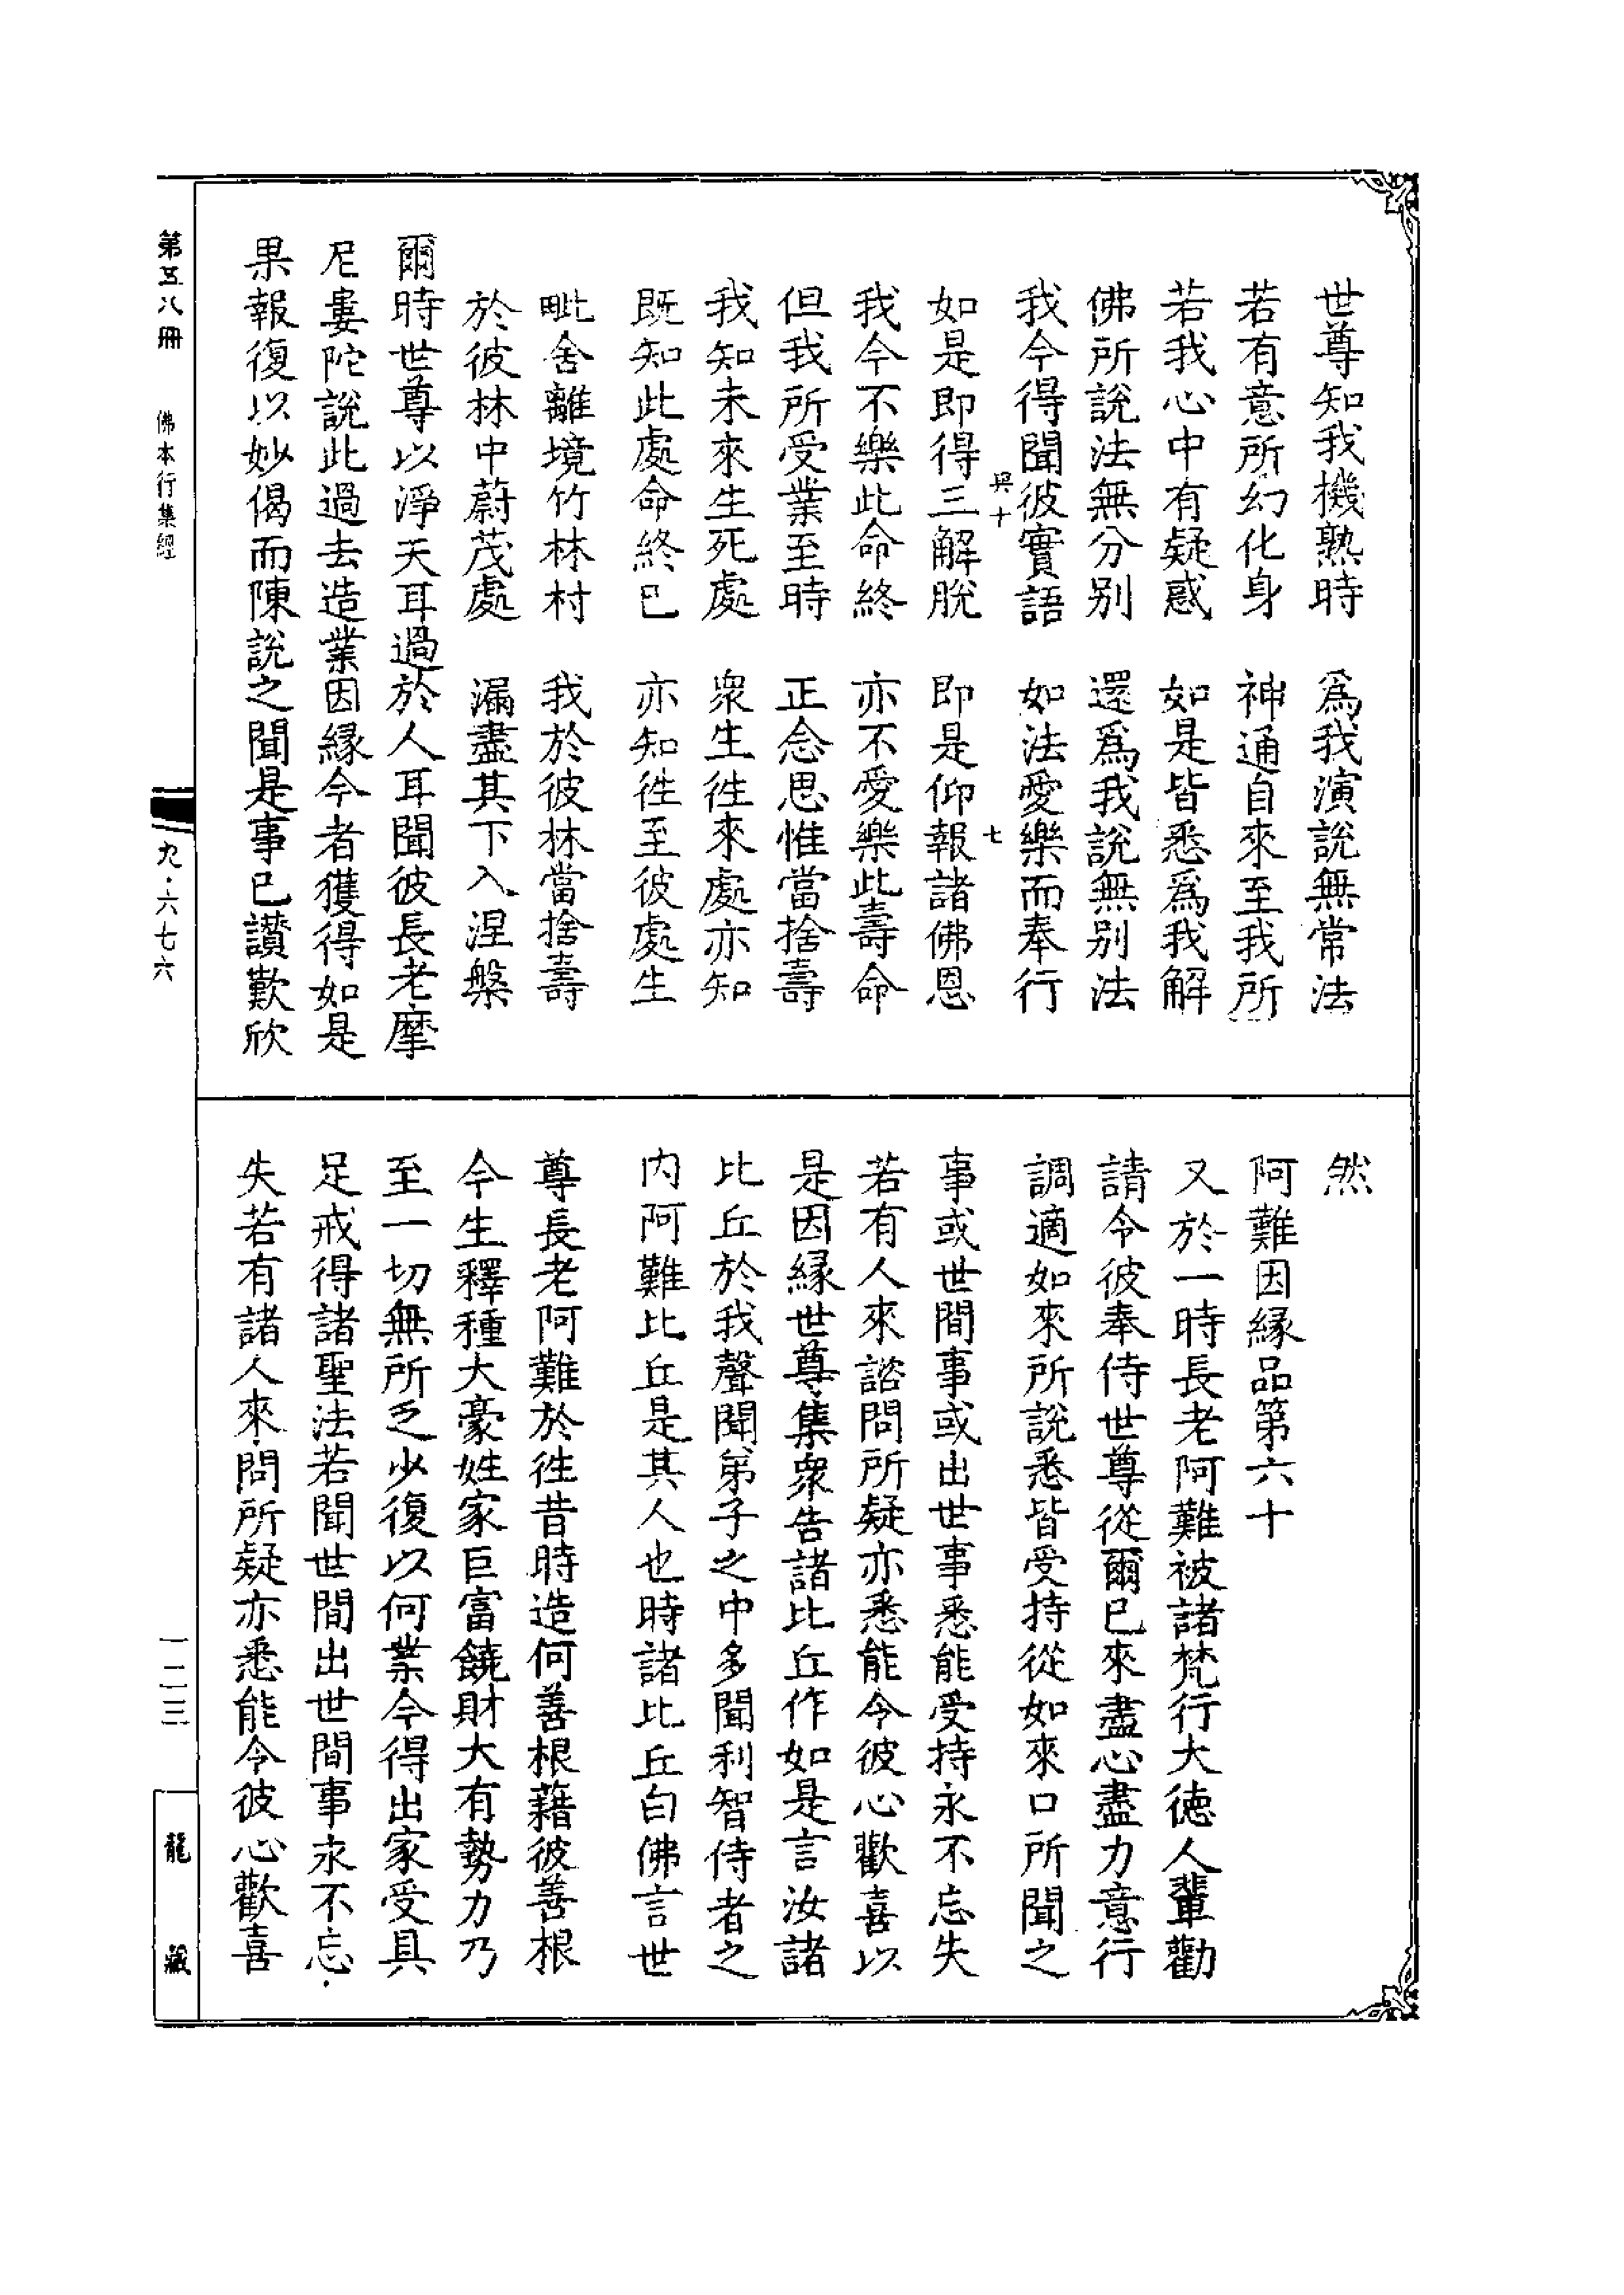 世尊知我機熟時　爲我演說無常法
若有意所幻化身　神通自來至我所
若我心中有疑惑　如是皆悉爲我解
佛所說法無分别　還爲我說無别法
我今得聞彼實語　如法愛樂而奉行
吳十　七
如是即得三解脫　即是仰報諸佛恩
我今不樂此命終　亦不愛樂此壽命
但我所受業至時　正念思惟當捨壽
我知未來生死處　衆生徃來處亦知
既知此處命終已　亦知徃至彼處生
毗舍離境竹林村　我於彼林當捨壽
於彼林中蔚茂處　漏盡其下入涅槃
爾時世尊以淨天耳過於人耳聞彼長老摩
尼婁陀說此過去造業因縁今者獲得如是
果報復以妙偈而陳說之聞是事已讃歎欣
然
阿難因縁品第六十
又於一時長老阿難被諸梵行大德人輩勸
請令彼奉侍世尊從爾已來盡心盡力意行
調適如來所說悉皆受持從如來口所聞之
事或世間事或出世事悉能受持永不忘失
若有人來諮問所疑亦悉能令彼心歡喜以
是因縁世尊集衆告諸比丘作如是言汝諸
比丘於我聲聞弟子之中多聞利智侍者之
内阿難比丘是其人也時諸比丘白佛言世
尊長老阿難於徃昔時造何善根藉彼善根
今生釋種大豪姓家巨富饒財大有勢力乃
至一切無所乏少復以何業今得出家受具
足戒得諸聖法若聞世間出世間事永不忘
失若有諸人來問所疑亦悉能令彼心歡喜
第五八冊　佛本行集經　九·六七六　一二三　龍藏